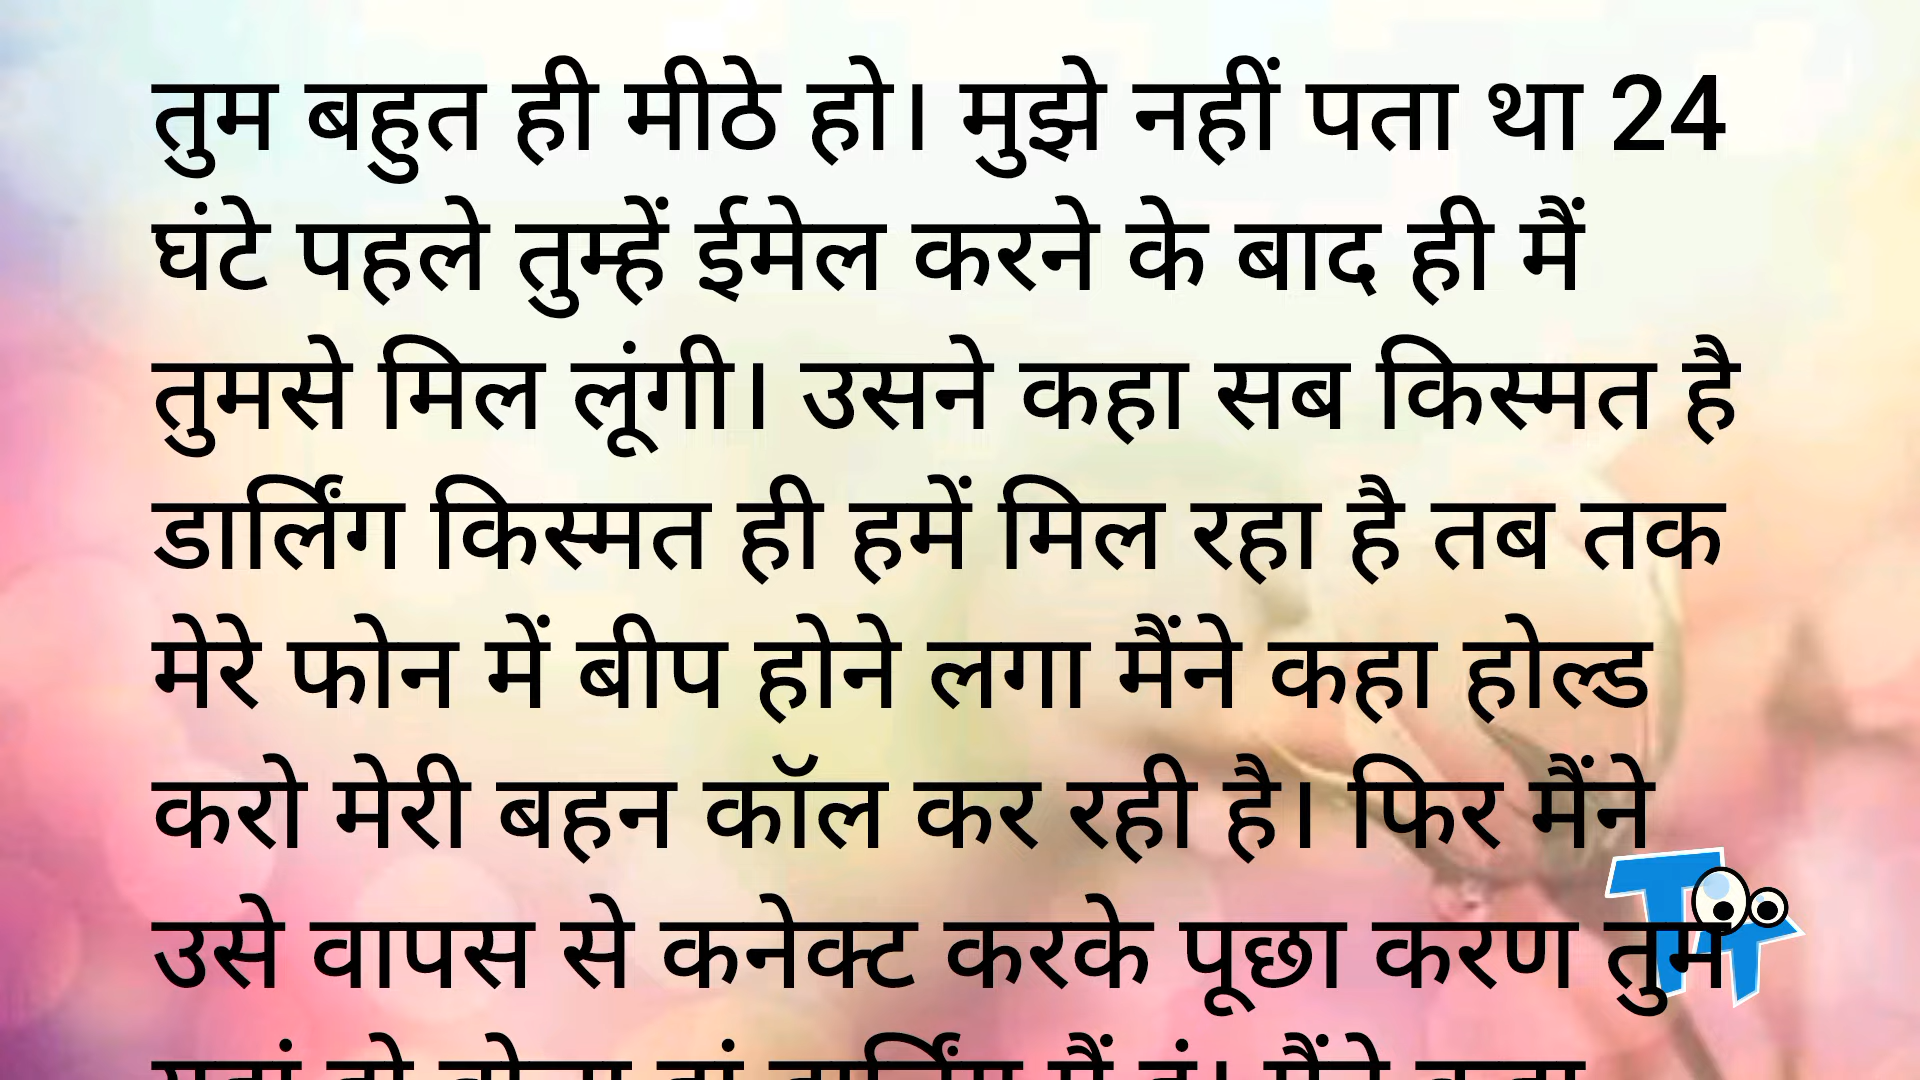 तुम बहुत ही मीठे हो। मुझे नहीं पता था 24
घंटे पहले तुम्हें ईमेल करने के बाद ही मैं
तुमसे मिल लूंगी। उसने कहा सब किस्मत है
डार्लिंग किस्मत ही हमें मिल रहा है तब तक
मेरे फोन में बीप होने लगा मैंने कहा होल्ड
करो मेरी बहन कॉल कर रही है। फिर मैंने
उसे वापस से कनेक्ट करके पूछा करण तुम